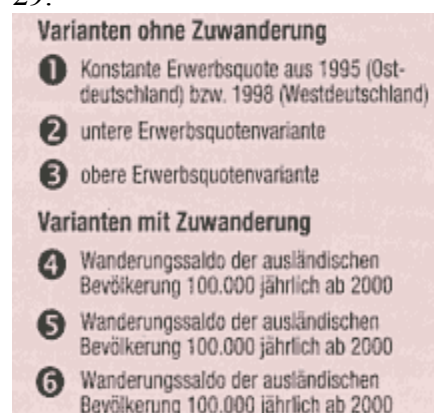 29.
Varianten ohne Zuwanderung
1 Konstante Erwerbsquote aus 1995 (Ost-
deutschland) bzw. 1998 (Westdeutschland)
2 untere Erwerbsquotenvariante
3 obere Erwerbsquotenvariante
Varianten mit Zuwanderung
4 Wanderungssaldo der ausländischen
Bevölkerung 100.000 jährlich ab 2000
5 Wanderungssaldo der ausländischen
Bevölkerung 100.000 jährlich ab 2000
6 Wanderungssaldo der ausländischen
Bevölkerung 100.000 jährlich ab 2000